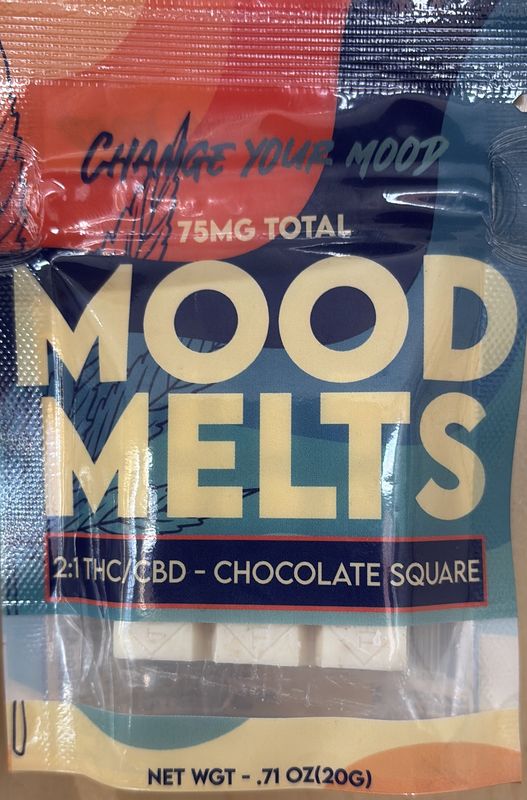 CHANGE YOUR MOOD
75MG TOTAL
MOOD
MELTS
2:1 THC/CBD - CHOCOLATE SQUARE
NET WGT - .71 OZ(20G)